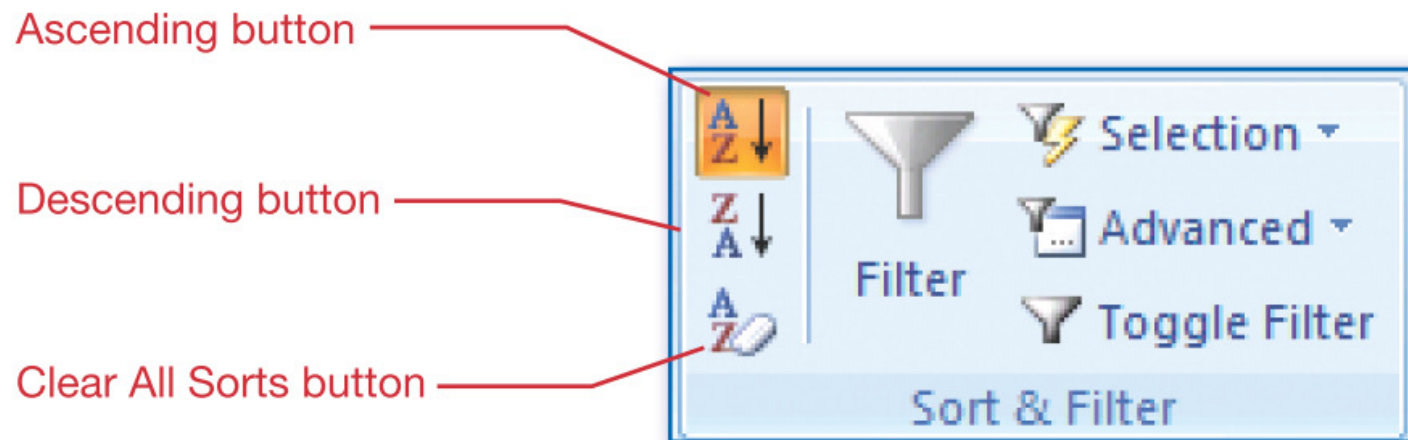 Ascending button
Descending button
Clear All Sorts button
A
Z
Z
A
A
Z
Filter
Selection
Advanced
Toggle Filter
Sort & Filter